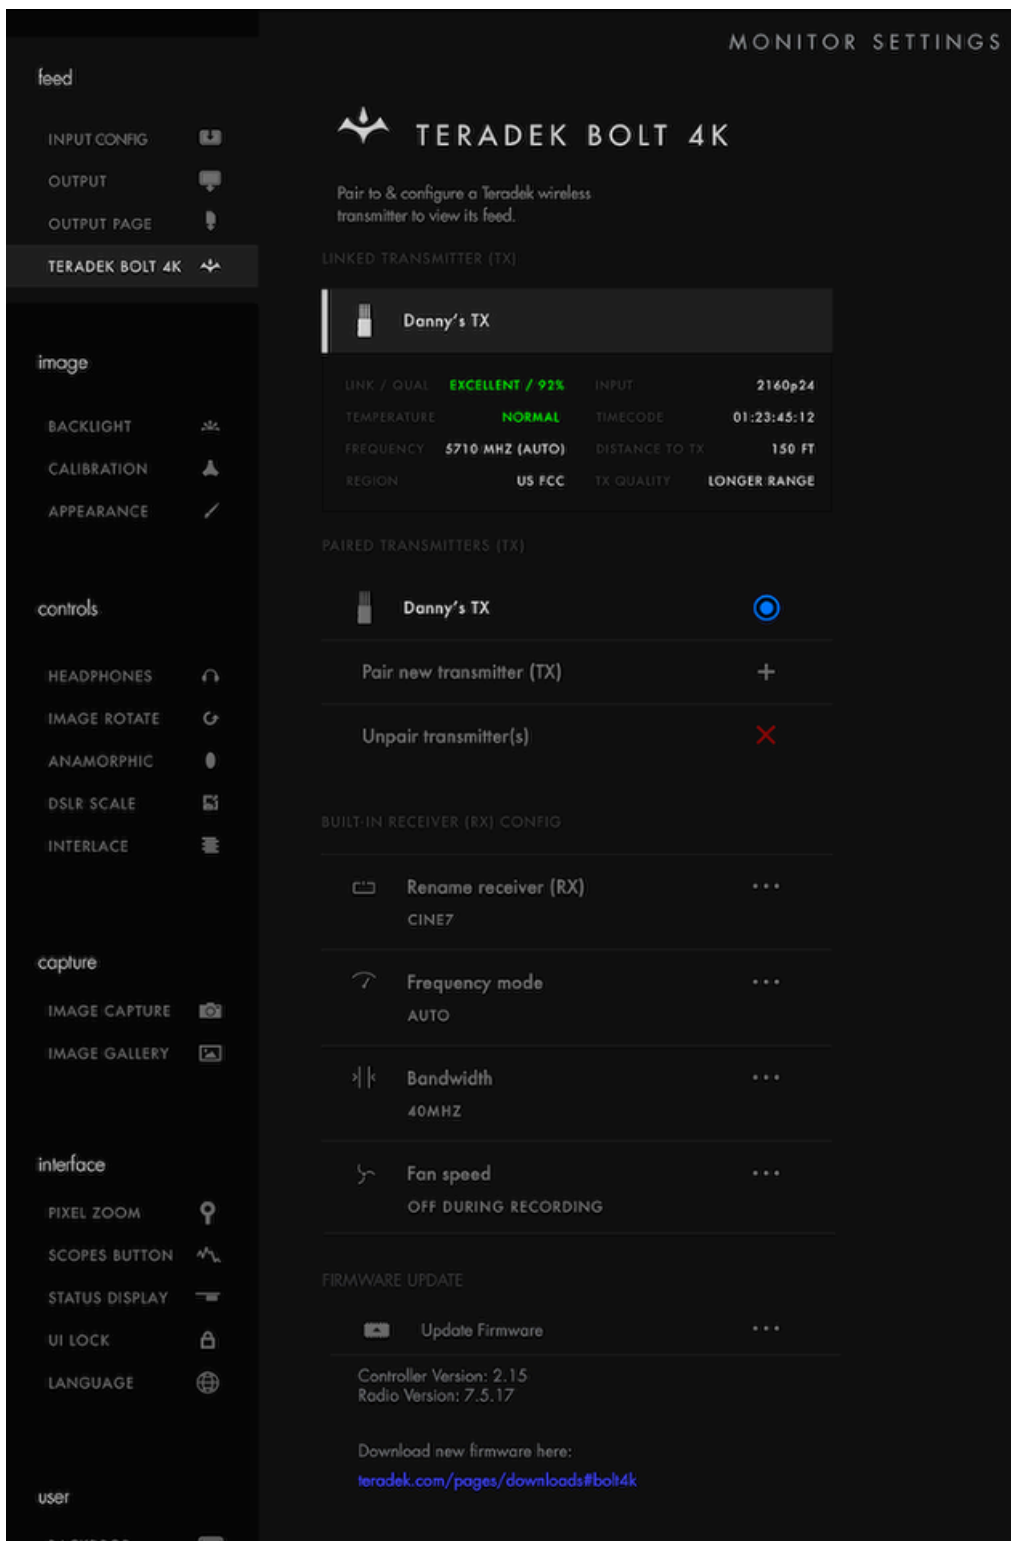 MONITOR SETTINGS
feed
INPUT CONFIG
OUTPUT
OUTPUT PAGE
TERADEK BOLT 4K
image
BACKLIGHT
CALIBRATION
APPEARANCE
controls
HEADPHONES
IMAGE ROTATE
ANAMORPHIC
DSLR SCALE
INTERLACE
capture
IMAGE CAPTURE
IMAGE GALLERY
interface
PIXEL ZOOM
SCOPES BUTTON
STATUS DISPLAY
UI LOCK
LANGUAGE
user
TERADEK BOLT 4K
Pair to & configure a Teradek wireless
transmitter to view its feed.
LINKED TRANSMITTER (TX)
Danny's TX
LINK / QUAL EXCELLENT / 92% INPUT 2160p24
TEMPERATURE NORMAL TIMECODE 01:23:45:12
FREQUENCY 5710 MHZ (AUTO) DISTANCE TO TX 150 FT
REGION US FCC TX QUALITY LONGER RANGE
PAIRED TRANSMITTERS (TX)
Danny's TX
Pair new transmitter (TX)
Unpair transmitter(s)
BUILT-IN RECEIVER (RX) CONFIG
Rename receiver (RX)
CINE7
Frequency mode
AUTO
Bandwidth
40MHZ
Fan speed
OFF DURING RECORDING
FIRMWARE UPDATE
Update Firmware
Controller Version: 2.15
Radio Version: 7.5.17
Download new firmware here:
teradek.com/pages/downloads#bolt4k